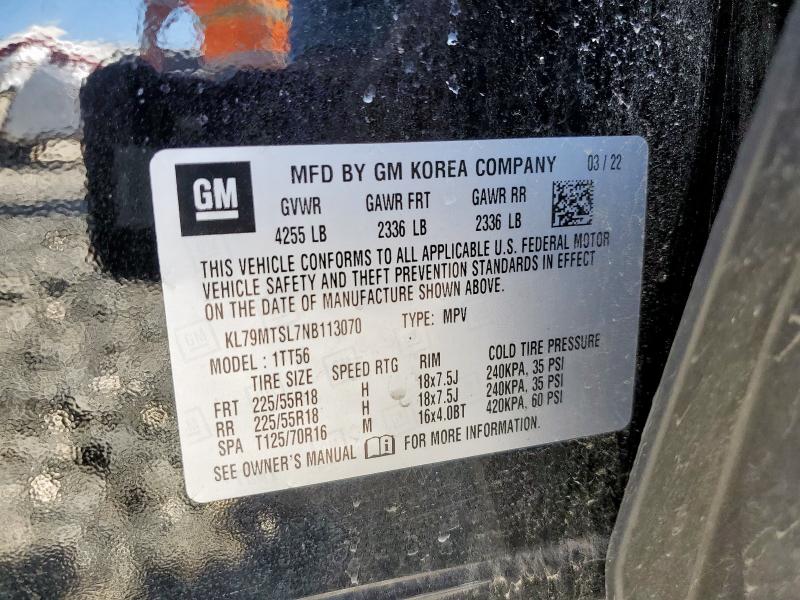 GM
MFD BY GM KOREA COMPANY 03 / 22
GVWR GAWR FRT GAWR RR
4255 LB 2336 LB 2336 LB
THIS VEHICLE CONFORMS TO ALL APPLICABLE U.S. FEDERAL MOTOR
VEHICLE SAFETY AND THEFT PREVENTION STANDARDS IN EFFECT
ON THE DATE OF MANUFACTURE SHOWN ABOVE.
KL79MTSL7NB113070 TYPE: MPV
MODEL : 1TT56
TIRE SIZE SPEED RTG RIM COLD TIRE PRESSURE
FRT 225/55R18 H 18x7.5J 240KPA, 35 PSI
RR 225/55R18 H 18x7.5J 240KPA, 35 PSI
SPA T125/70R16 M 16x4.0BT 420KPA, 60 PSI
SEE OWNER'S MANUAL FOR MORE INFORMATION.